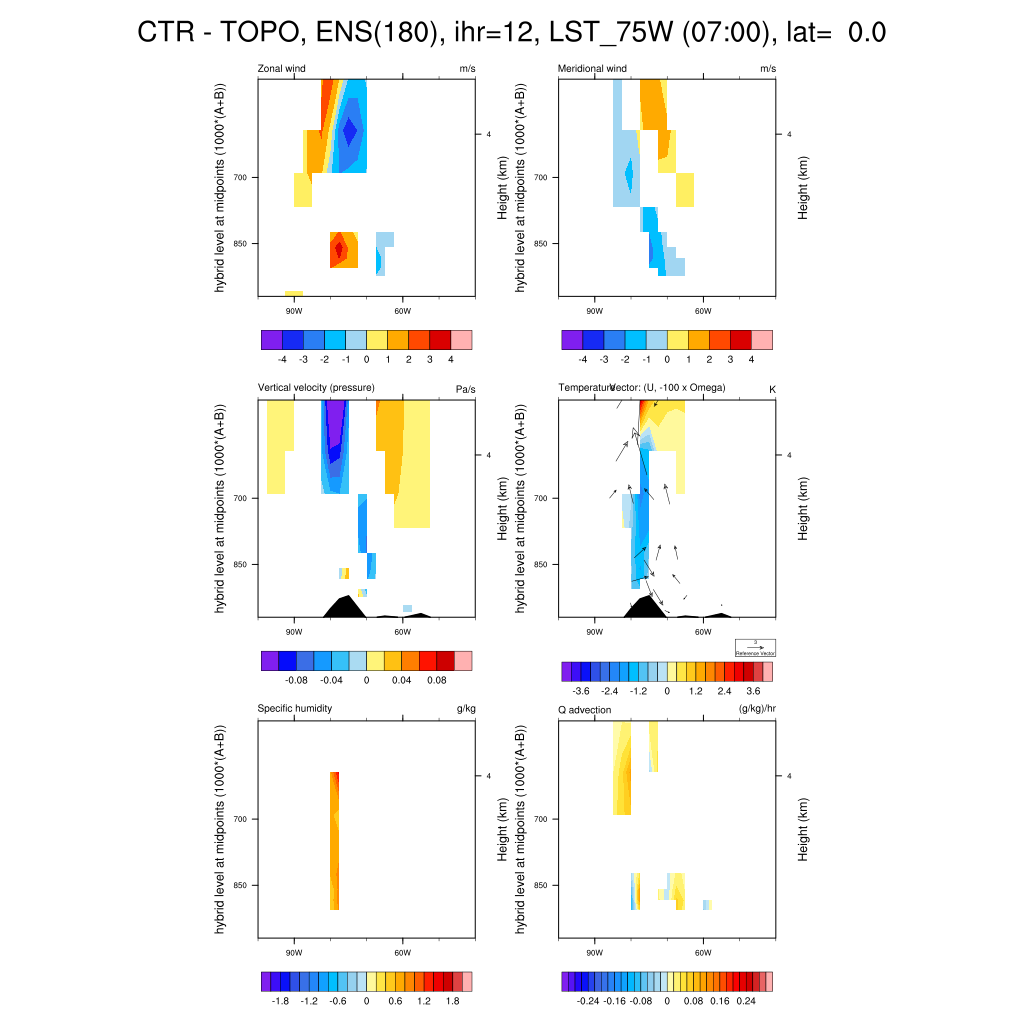 CTR - TOPO, ENS(180), ihr=12, LST_75W (07:00), lat=  0.0
Zonal wind
m/s
hybrid level at midpoints (1000*(A+B))
700
850
4
Height (km)
90W
60W
-4 -3 -2 -1 0 1 2 3 4
Meridional wind
m/s
hybrid level at midpoints (1000*(A+B))
700
850
4
Height (km)
90W
60W
-4 -3 -2 -1 0 1 2 3 4
Vertical velocity (pressure)
Pa/s
hybrid level at midpoints (1000*(A+B))
700
850
4
Height (km)
90W
60W
-0.08 -0.04 0 0.04 0.08
Temperature
Vector: (U, -100 x Omega)
K
hybrid level at midpoints (1000*(A+B))
700
850
4
Height (km)
90W
60W
3
Reference Vector
-3.6 -2.4 -1.2 0 1.2 2.4 3.6
Specific humidity
g/kg
hybrid level at midpoints (1000*(A+B))
700
850
4
Height (km)
90W
60W
-1.8 -1.2 -0.6 0 0.6 1.2 1.8
Q advection
(g/kg)/hr
hybrid level at midpoints (1000*(A+B))
700
850
4
Height (km)
90W
60W
-0.24 -0.16 -0.08 0 0.08 0.16 0.24